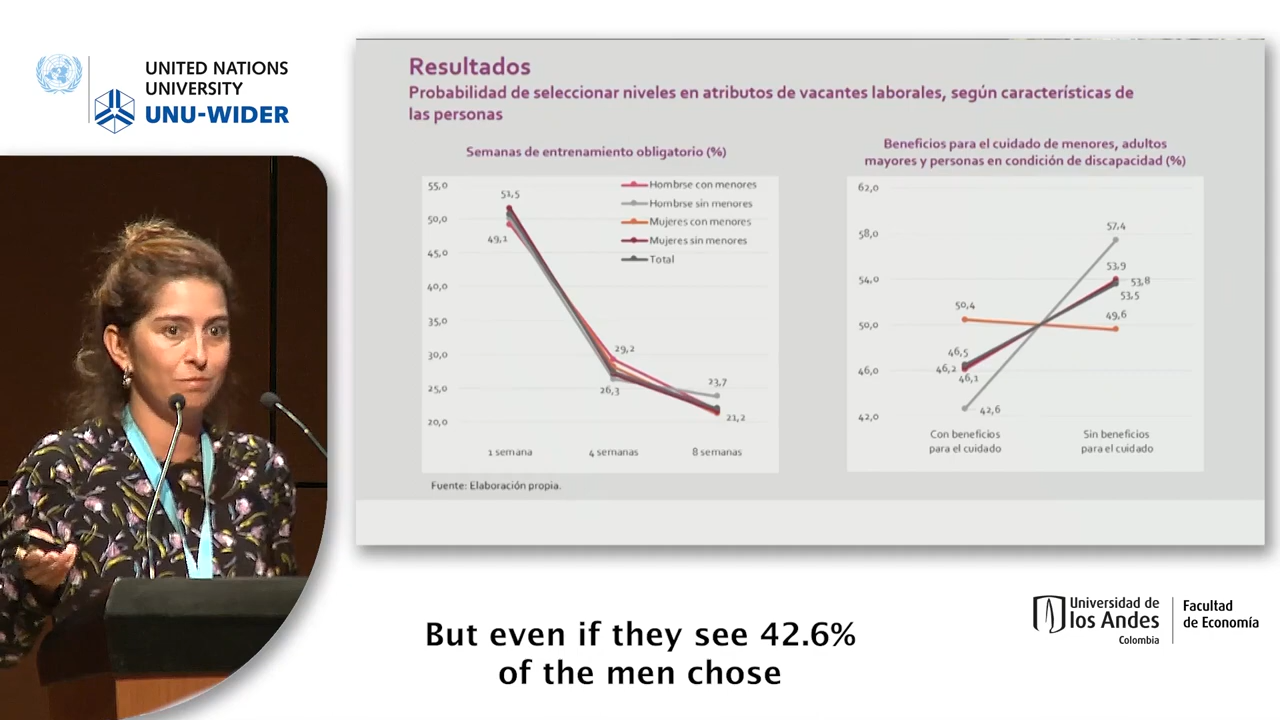 UNITED NATIONS
UNIVERSITY
UNU-WIDER
Resultados
Probabilidad de seleccionar niveles en atributos de vacantes laborales, según características de
las personas
Semanas de entrenamiento obligatorio (%)
55,0
50,0
45,0
40,0
35,0
30,0
25,0
20,0
51,5
49,1
29,2
26,3
23,7
21,2
Hombrse con menores
Hombrse sin menores
Mujeres con menores
Mujeres sin menores
Total
1 semana
4 semanas
8 semanas
Fuente: Elaboración propia.
Beneficios para el cuidado de menores, adultos
mayores y personas en condición de discapacidad (%)
62,0
58,0
54,0
50,0
46,0
42,0
57,4
53,9
53,8
53,5
50,4
49,6
46,5
46,2
46,1
42,6
Con beneficios
para el cuidado
Sin beneficios
para el cuidado
But even if they see 42.6%
of the men chose
Universidad de
los Andes
Colombia
Facultad
de Economía